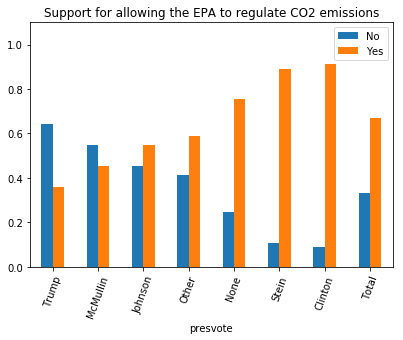 Support for allowing the EPA to regulate CO2 emissions
No
Yes
1.0
0.8
0.6
0.4
0.2
0.0
Trump
McMullin
Johnson
Other
None
Stein
Clinton
Total
presvote